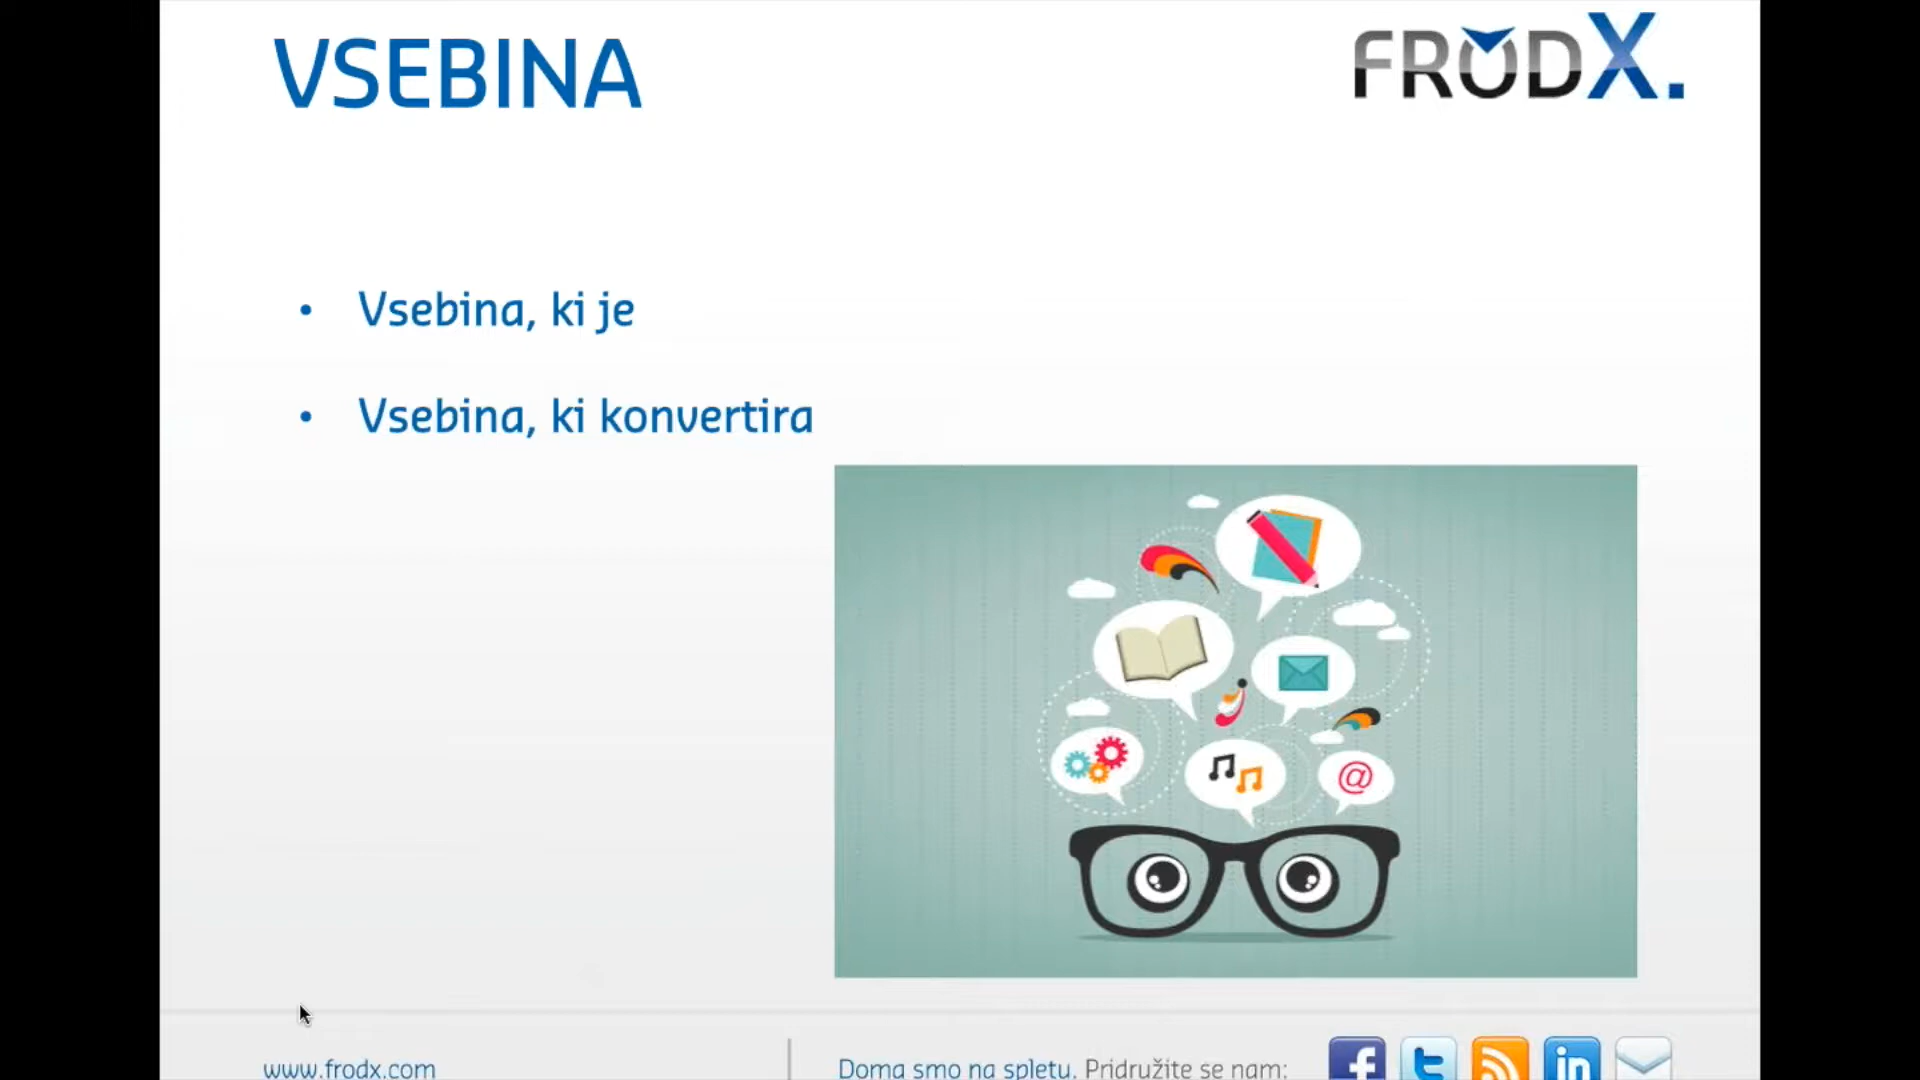 VSEBINA
FRODX.
• Vsebina, ki je
• Vsebina, ki konvertira
@
www.frodx.com
Doma smo na spletu. Pridružite se nam: